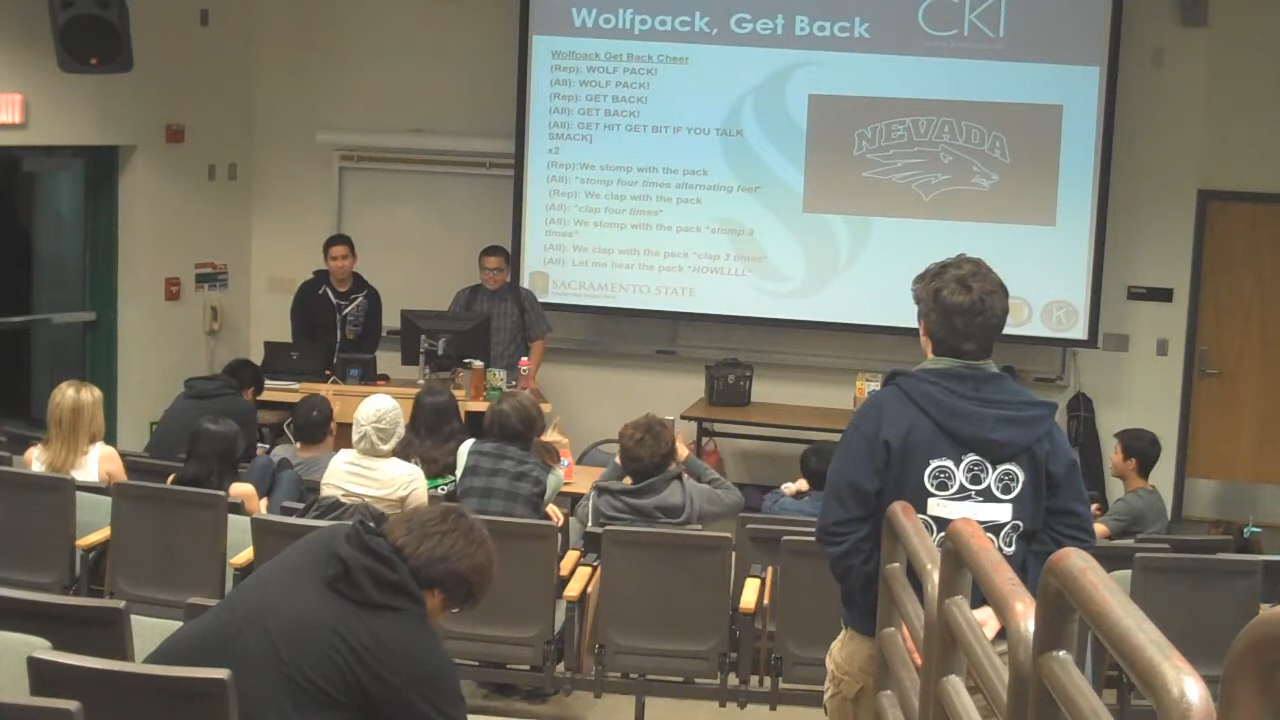 Wolfpack, Get Back
CKI
Wolfpack Get Back Cheer
(Rep): WOLF PACK!
(All): WOLF PACK!
(Rep): GET BACK!
(All): GET BACK!
(All): GET HIT GET BIT IF YOU TALK
SMACK]
x2
(Rep):We stomp with the pack
(All): *stomp four times alternating feet*
(Rep): We clap with the pack
(All): *clap four times*
(All): We stomp with the pack *stomp 3
times*
(All): We clap with the pack *clap 3 times*
(All): Let me hear the pack *HOWLLLL*
NEVADA
SACRAMENTO STATE
K